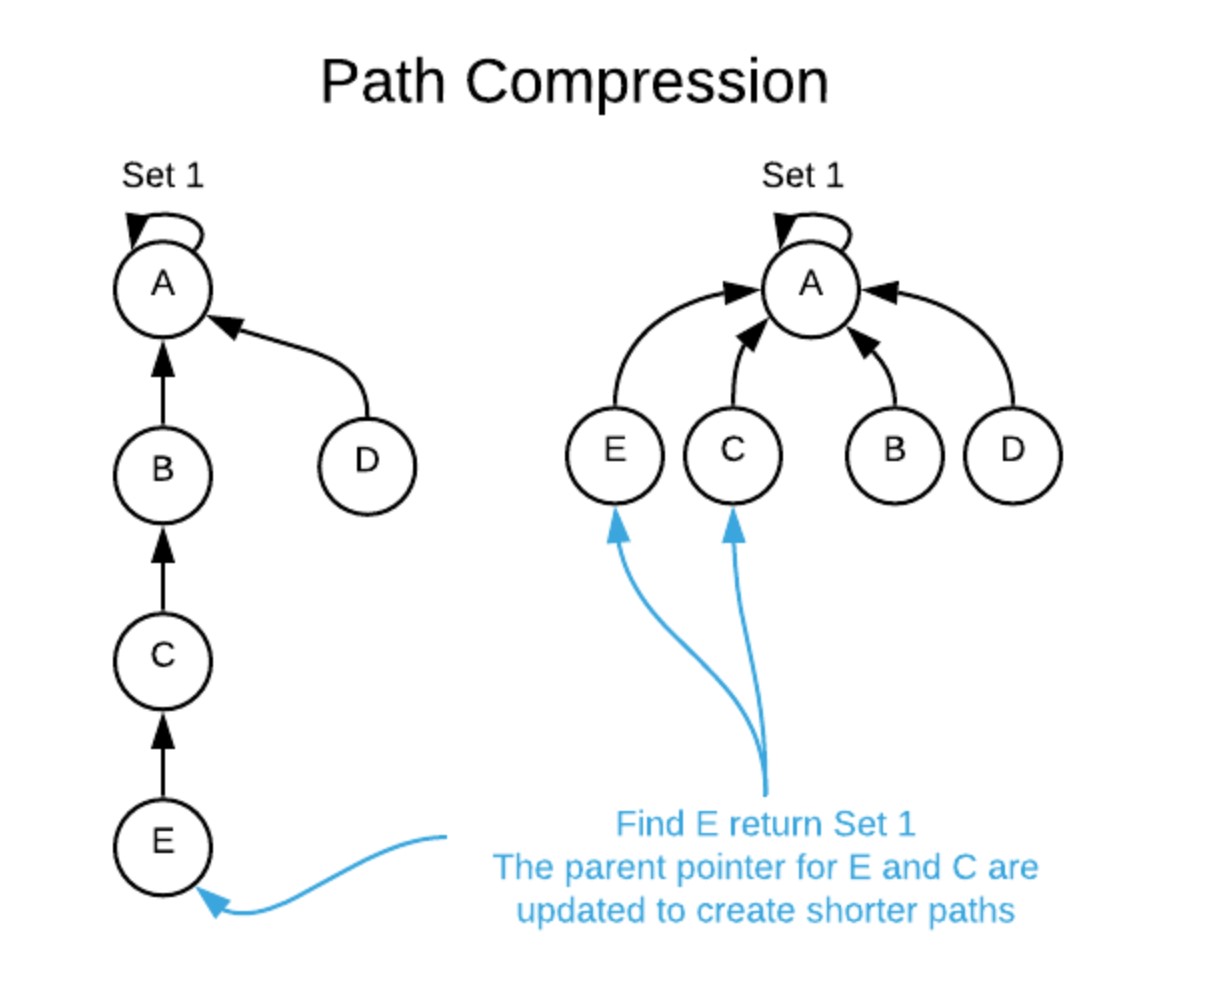 Path Compression
Set 1
Set 1
A
A
B
D
E
C
B
D
C
E
Find E return Set 1
The parent pointer for E and C are
updated to create shorter paths